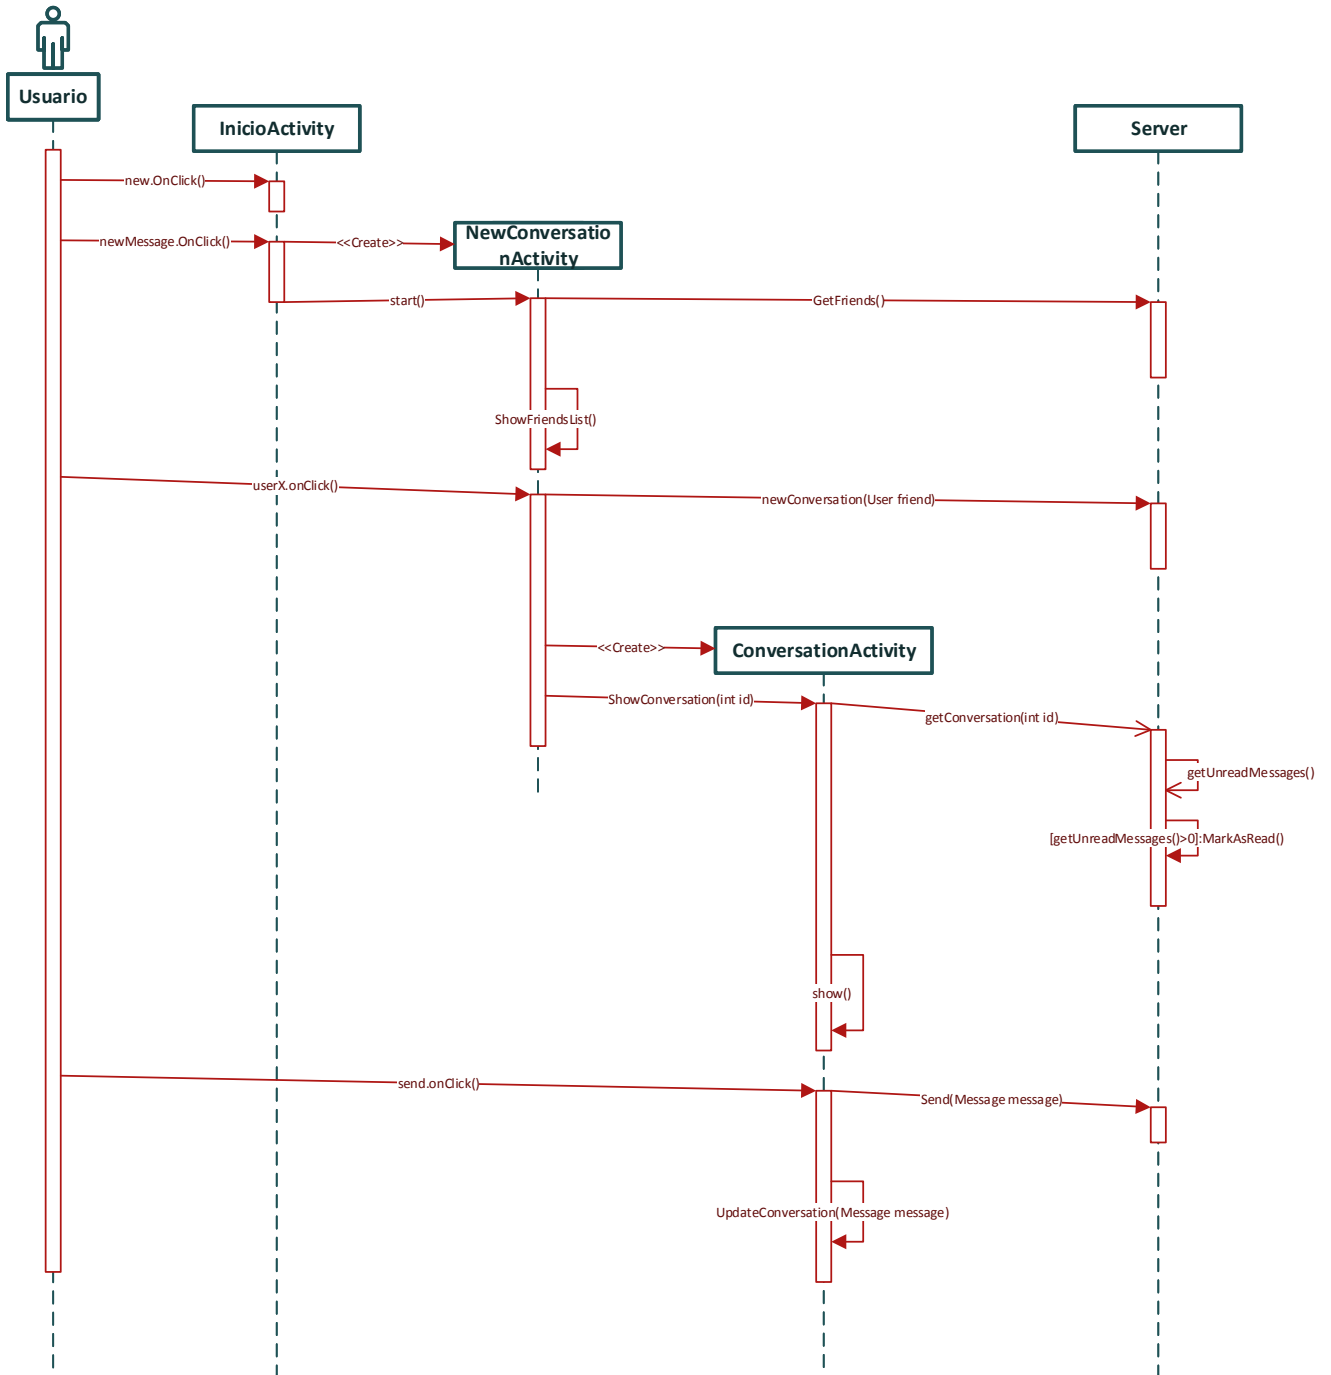 Usuario
InicioActivity
Server
new.OnClick()
newMessage.OnClick()
<<Create>>
NewConversatio
nActivity
start()
GetFriends()
ShowFriendsList()
userX.onClick()
newConversation(User friend)
<<Create>>
ConversationActivity
ShowConversation(int id)
getConversation(int id)
getUnreadMessages()
[getUnreadMessages()>0]:MarkAsRead()
show()
send.onClick()
Send(Message message)
UpdateConversation(Message message)